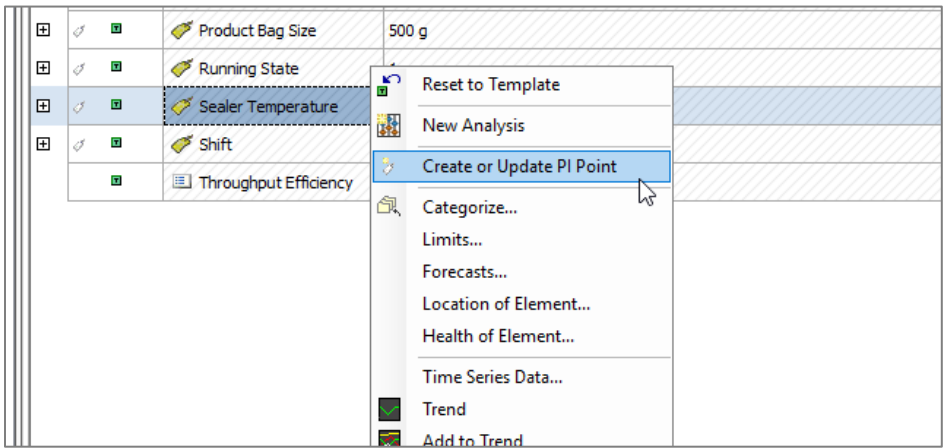 Product Bag Size 500 g
Running State
Sealer Temperature
Shift
Throughput Efficiency
Reset to Template
New Analysis
Create or Update PI Point
Categorize...
Limits...
Forecasts...
Location of Element...
Health of Element...
Time Series Data...
Trend
Add to Trend